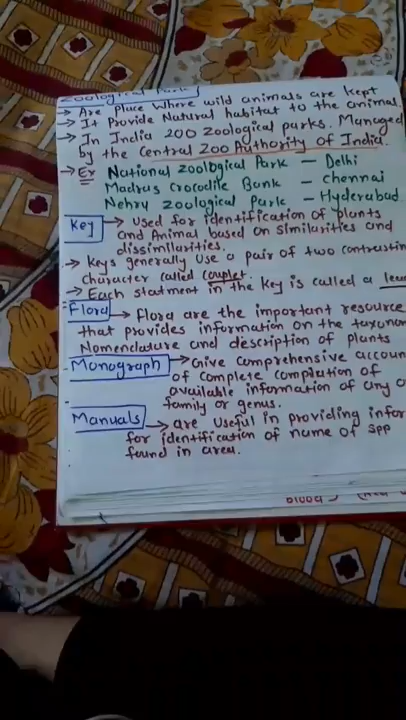 Zoological Park
→ Are place where wild animals are kept
→ It provide Natural habitat to the animal.
→ In India 200 zoological parks. Managed
by the Central Zoo Authority of India.
→ Ex National zoological Park — Delhi
Madras Crocodile Bank — chennai
Nehru zoological Park — Hyderabad
Key → used for identification of plants
and Animal based on similarities and
dissimilarities.
→ Keys generally use a pair of two contrastin
character called couplet.
→ Each statment in the key is called a lea
Flora → Flora are the important resource
that provides information on the taxonom
Nomenclature and description of plants
Monograph → Give comprehensive accoun
of complete complation of
available information of any o
family or genus.
Manuals → are useful in providing infor
for identification of name of spp
found in area.